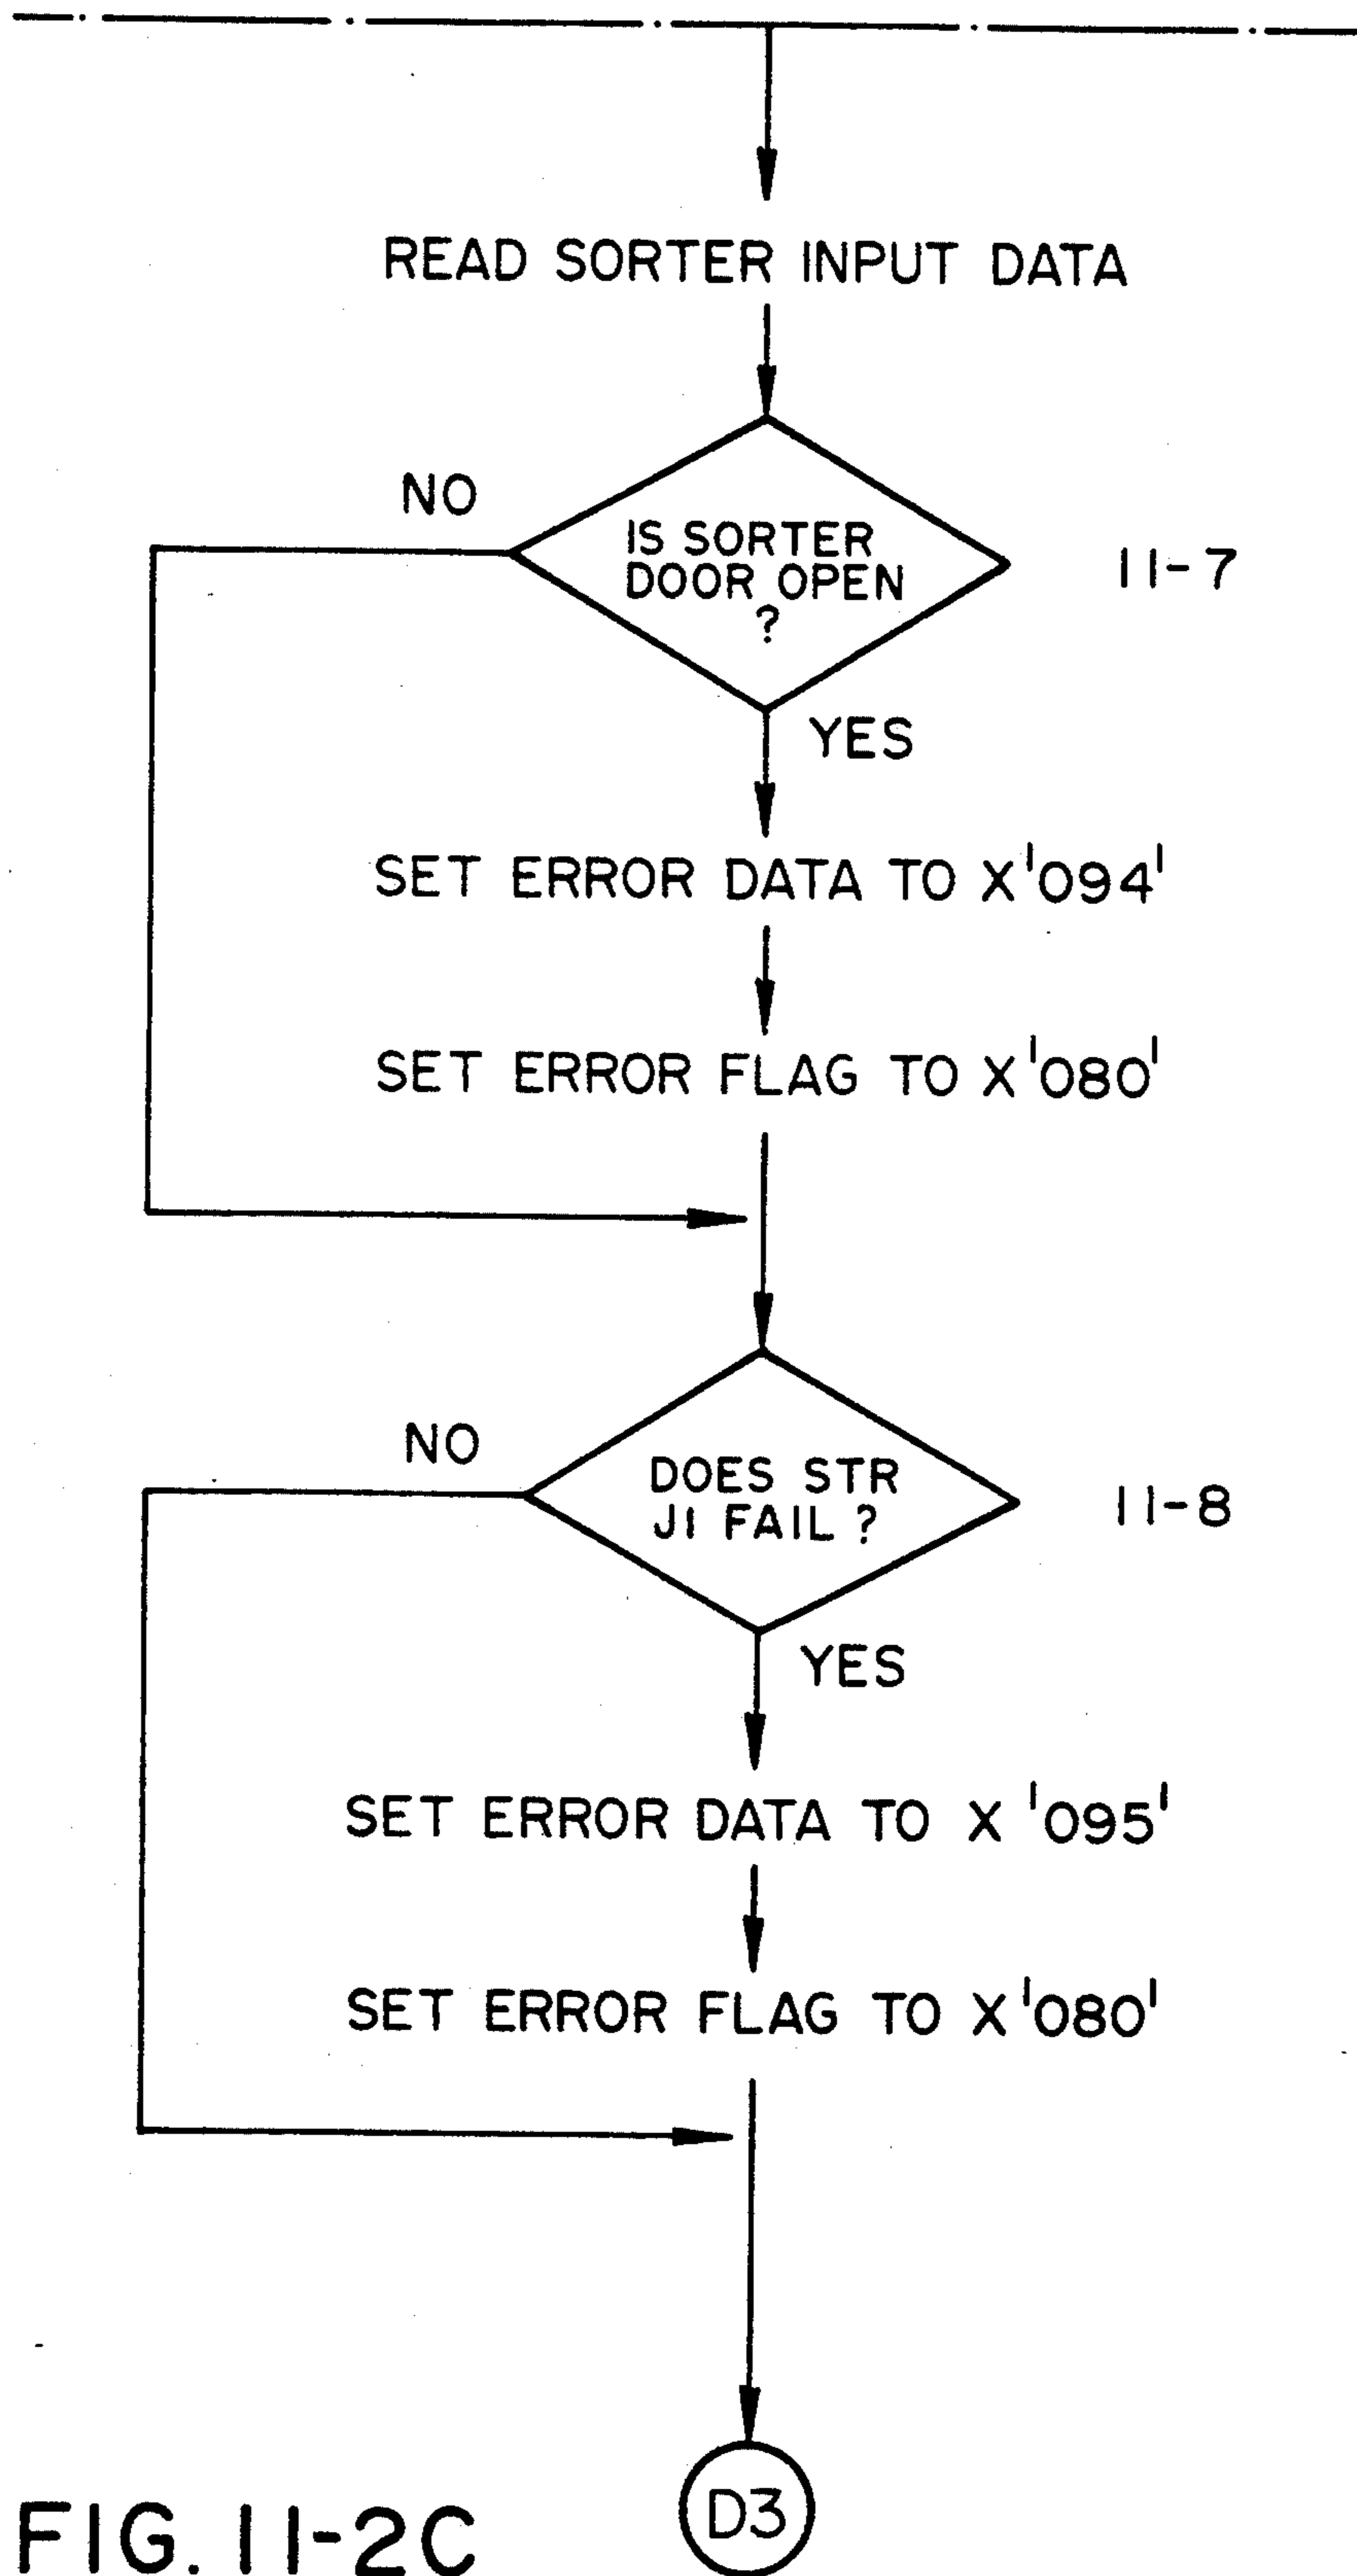 READ SORTER INPUT DATA
NO
IS SORTER
DOOR OPEN
?
11-7
YES
SET ERROR DATA TO X'094'
SET ERROR FLAG TO X'080'
NO
DOES STR
J1 FAIL ?
11-8
YES
SET ERROR DATA TO X '095'
SET ERROR FLAG TO X'080'
D3
FIG. 11-2C